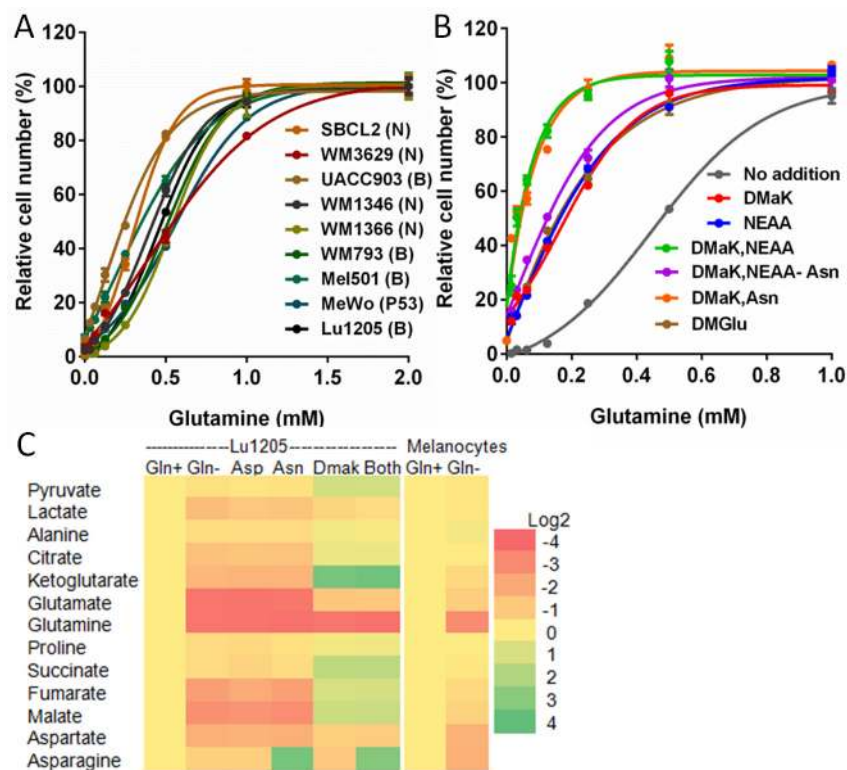 A
120
100
80
60
40
20
0
Relative cell number (%)
0.0 0.5 1.0 1.5 2.0
Glutamine (mM)
SBCL2 (N)
WM3629 (N)
UACC903 (B)
WM1346 (N)
WM1366 (N)
WM793 (B)
Mel501 (B)
MeWo (P53)
Lu1205 (B)
B
120
100
80
60
40
20
0
Relative cell number (%)
0.0 0.2 0.4 0.6 0.8 1.0
Glutamine (mM)
No addition
DMaK
NEAA
DMaK,NEAA
DMaK,NEAA- Asn
DMaK,Asn
DMGlu
C
Lu1205 Melanocytes
Gln+ Gln- Asp Asn Dmak Both Gln+ Gln-
Pyruvate
Lactate
Alanine
Citrate
Ketoglutarate
Glutamate
Glutamine
Proline
Succinate
Fumarate
Malate
Aspartate
Asparagine
Log2
-4
-3
-2
-1
0
1
2
3
4